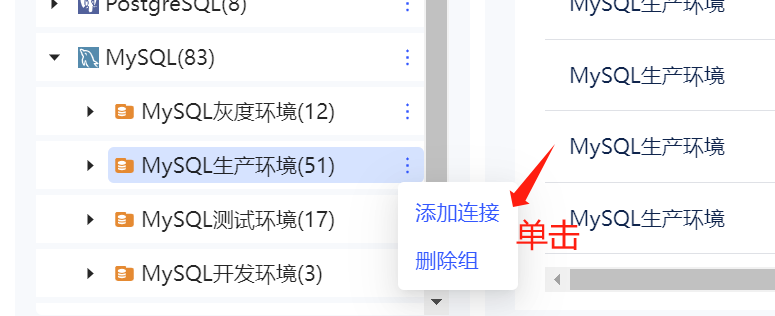 PostgreSQL(8)
MySQL(83)
MySQL灰度环境(12)
MySQL生产环境(51)
MySQL测试环境(17)
MySQL开发环境(3)
添加连接
删除组
单击
MySQL生产环境
MySQL生产环境
MySQL生产环境
MySQL生产环境